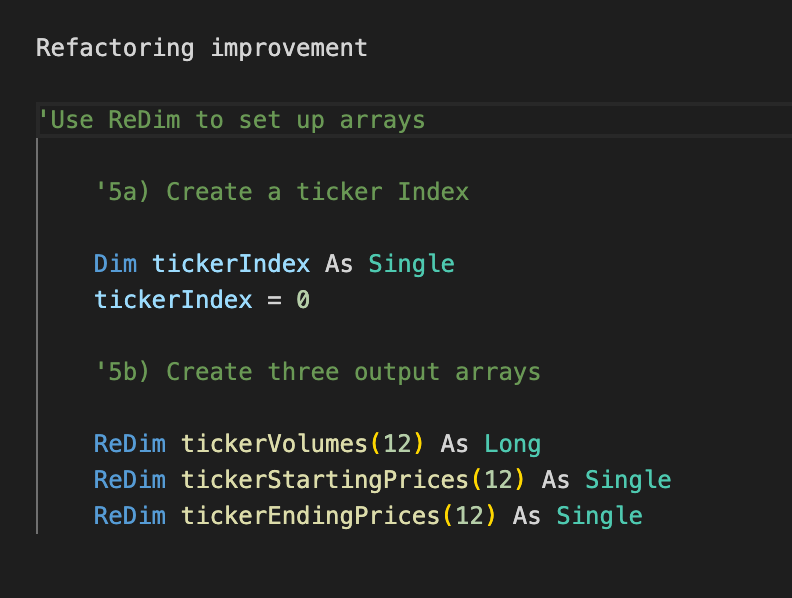 Refactoring improvement
'Use ReDim to set up arrays
'5a) Create a ticker Index
Dim tickerIndex As Single
tickerIndex = 0
'5b) Create three output arrays
ReDim tickerVolumes(12) As Long
ReDim tickerStartingPrices(12) As Single
ReDim tickerEndingPrices(12) As Single